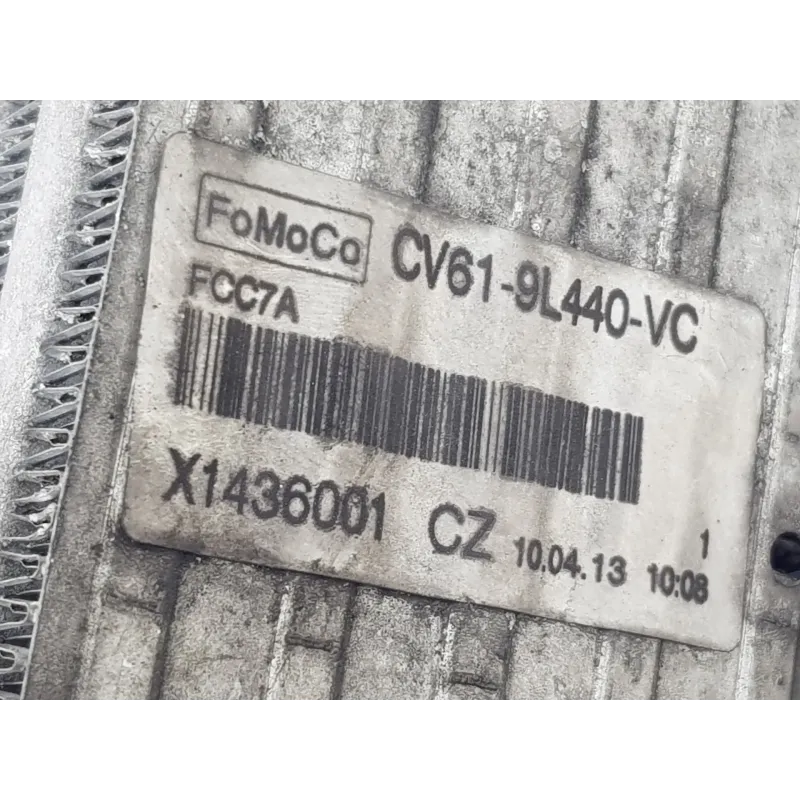 FoMoCo CV61-9L440-VC
FCC7A
X1436001 CZ 10.04.13 10:08 1